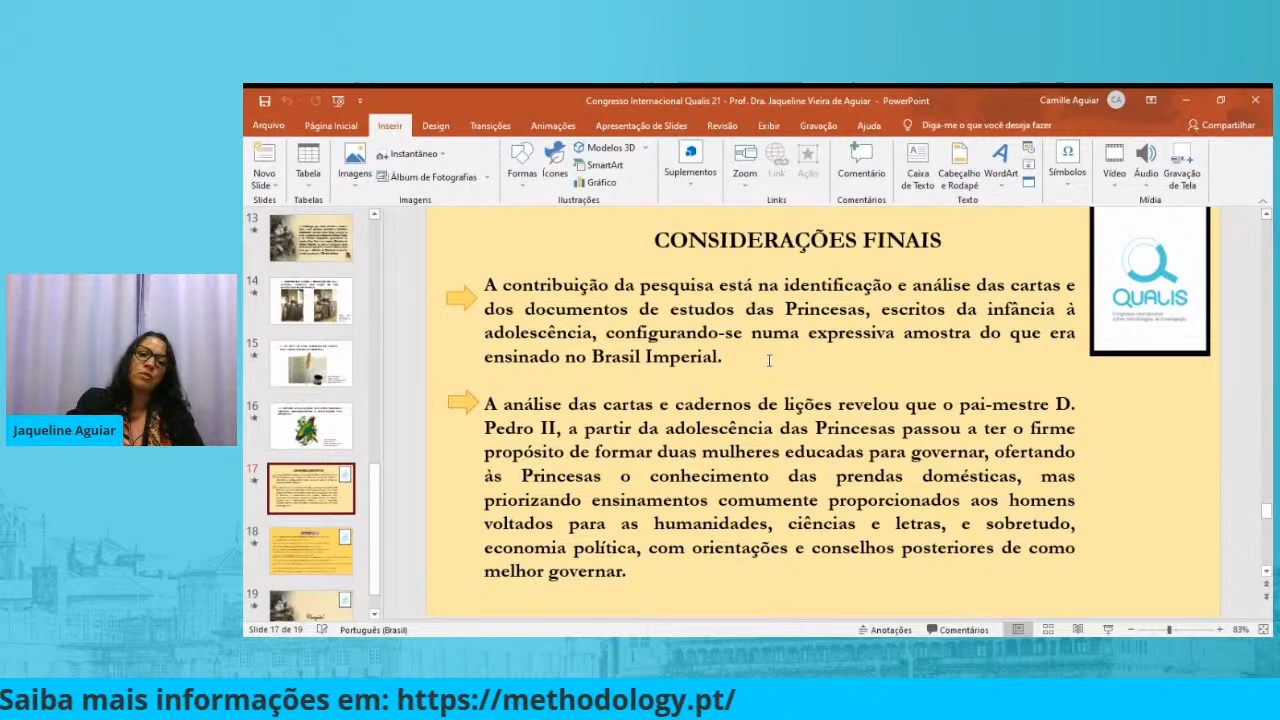 Congresso Internacional Qualis 21 - Prof. Dra. Jaqueline Vieira de Aguiar - PowerPoint
Camille Aguiar
CA
Arquivo Página Inicial Inserir Design Transições Animações Apresentação de Slides Revisão Exibir Gravação Ajuda Diga-me o que você deseja fazer
Compartilhar
Novo Slide
Slides
Tabela
Tabelas
Imagens
Instantâneo
Álbum de Fotografias
Imagens
Formas
Ícones
Modelos 3D
SmartArt
Gráfico
Ilustrações
Suplementos
Zoom
Link
Ação
Links
Comentário
Comentários
Caixa de Texto
Cabeçalho e Rodapé
WordArt
Texto
Símbolos
Vídeo
Áudio
Gravação de Tela
Mídia
13
14
15
16
17
18
19
CONSIDERAÇÕES FINAIS
A contribuição da pesquisa está na identificação e análise das cartas e
dos documentos de estudos das Princesas, escritos da infância à
adolescência, configurando-se numa expressiva amostra do que era
ensinado no Brasil Imperial.
A análise das cartas e cadernos de lições revelou que o pai-mestre D.
Pedro II, a partir da adolescência das Princesas passou a ter o firme
propósito de formar duas mulheres educadas para governar, ofertando
às Princesas o conhecimento das prendas domésticas, mas
priorizando ensinamentos comumente proporcionados aos homens
voltados para as humanidades, ciências e letras, e sobretudo,
economia política, com orientações e conselhos posteriores de como
melhor governar.
QUALIS
Jaqueline Aguiar
Slide 17 de 19
Português (Brasil)
Anotações
Comentários
83%
Saiba mais informações em: https://methodology.pt/